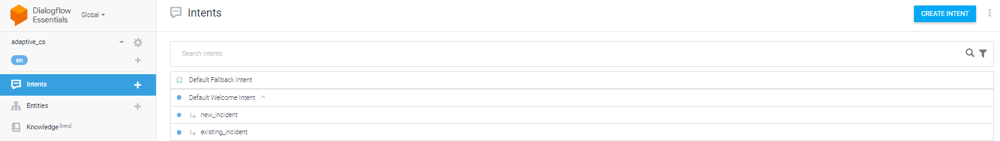 Dialogflow
Essentials
Global
Intents
CREATE INTENT
adaptive_cs
en
Search intents
Intents
Default Fallback Intent
Default Welcome Intent
Entities
new_incident
Knowledge [beta]
existing_incident